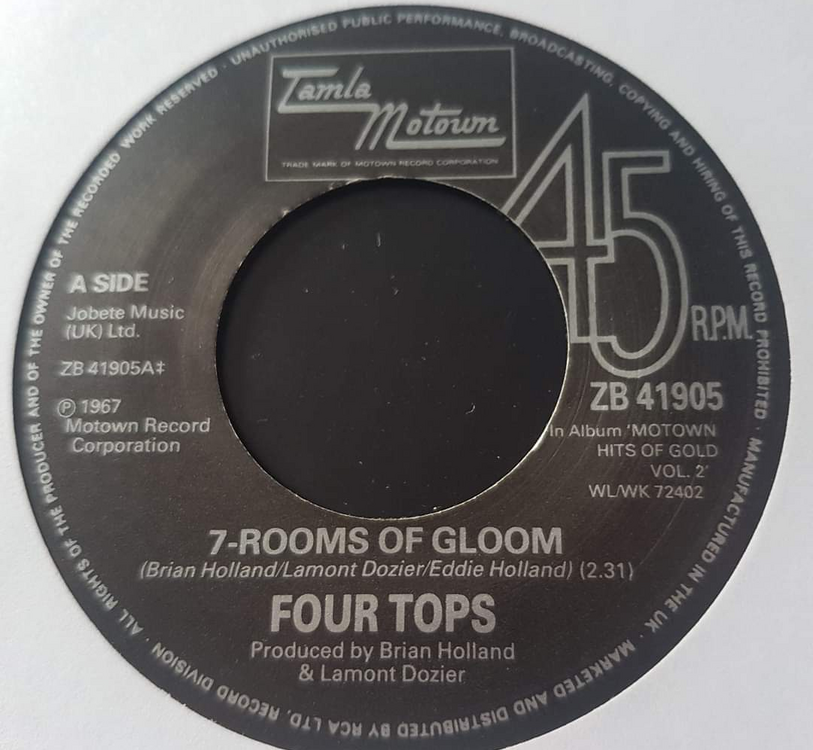 Tamla
Motown
TRADE MARK OF MOTOWN RECORD CORPORATION
45
R.P.M.
A SIDE
Jobete Music
(UK) Ltd.
ZB 41905A‡
Ⓟ 1967
Motown Record
Corporation
ZB 41905
In Album 'MOTOWN
HITS OF GOLD
VOL. 2'
WL/WK 72402
7-ROOMS OF GLOOM
(Brian Holland/Lamont Dozier/Eddie Holland) (2.31)
FOUR TOPS
Produced by Brian Holland
& Lamont Dozier
ALL RIGHTS OF THE PRODUCER AND OF THE OWNER OF THE RECORDED WORK RESERVED · UNAUTHORISED PUBLIC PERFORMANCE, BROADCASTING, COPYING AND HIRING OF THIS RECORD PROHIBITED · MANUFACTURED IN THE UK · MARKETED AND DISTRIBUTED BY RCA LTD. RECORD DIVISION ·